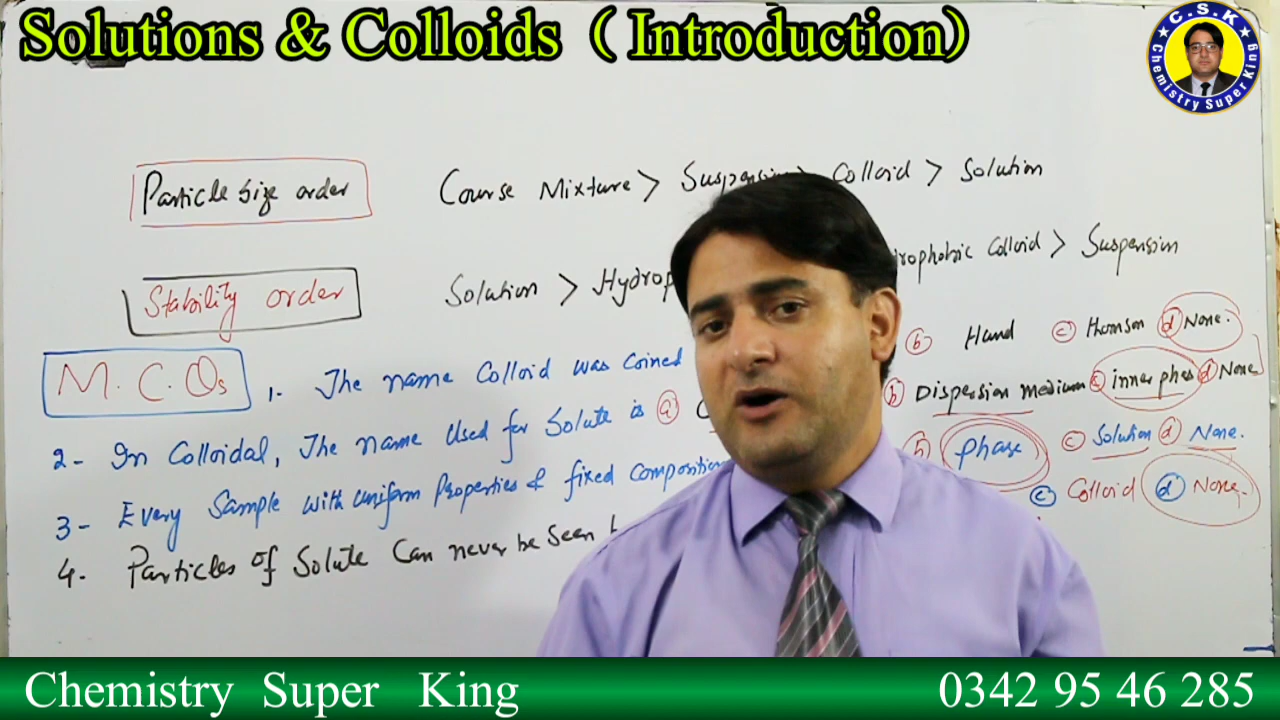 Solutions & Colloids ( Introduction)
C.S.K
Chemistry Super King
Particle Size order
Course Mixture > Suspension > Colloid > Solution
Stability order
Solution > Hydrop rophobic Colloid > Suspension
M.C.Qs
1. The name Colloid was coined (b) Hand (c) Thomson (d) None.
2- In Colloidal, The name Used for Solute is (a) (b) Dispersion medium (c) inner phas (d) None
3- Every Sample with uniform Properties & fixed Composition (b) phase (c) Solution (d) None.
4. Particles of Solute Can never be Seen (c) Colloid (d) None.
Chemistry Super King
0342 95 46 285